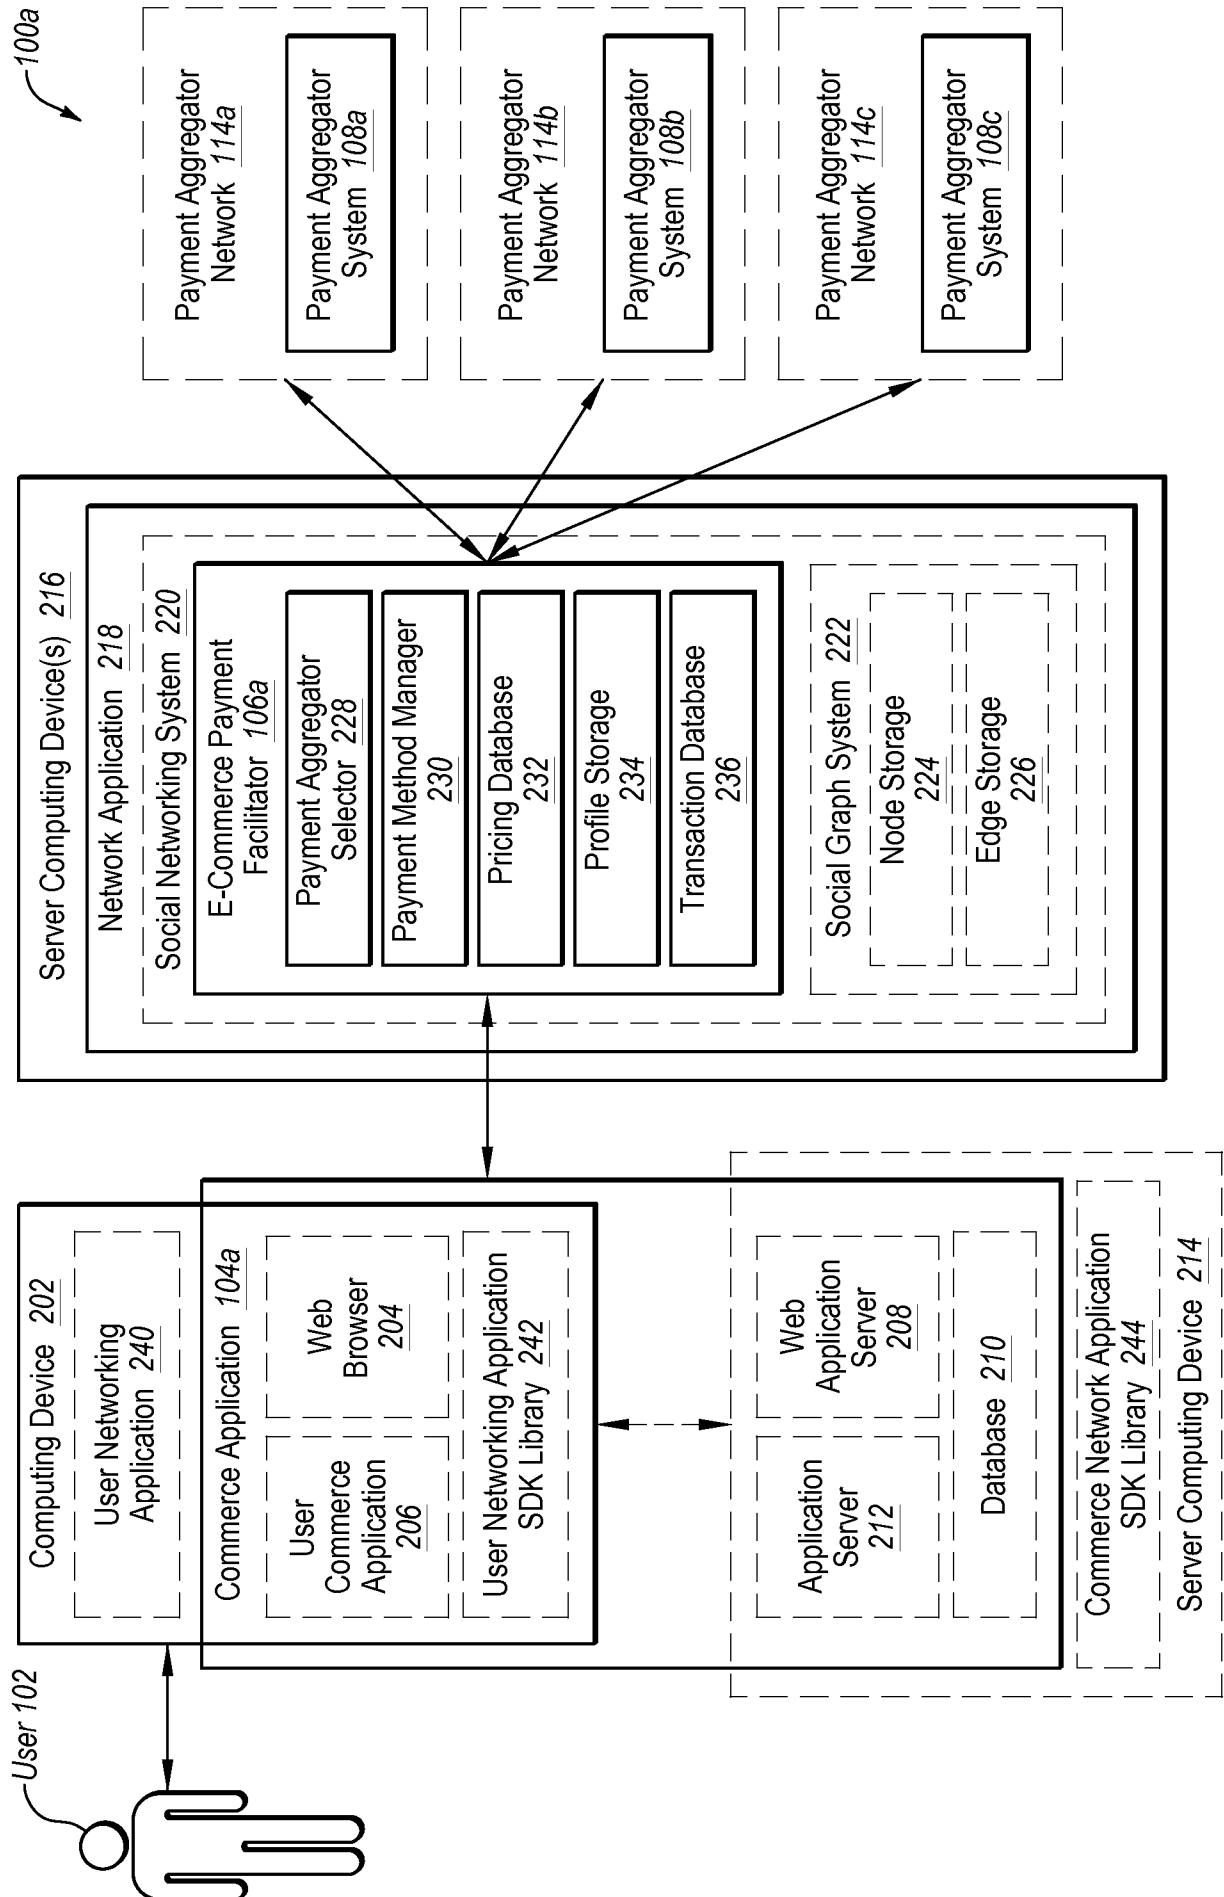 100a
User 102
Computing Device 202
User Networking
Application 240
Commerce Application 104a
User
Commerce
Application
206
Web
Browser
204
User Networking Application
SDK Library 242
Application
Server
212
Web
Application
Server
208
Database 210
Commerce Network Application
SDK Library 244
Server Computing Device 214
Server Computing Device(s) 216
Network Application 218
Social Networking System 220
E-Commerce Payment
Facilitator 106a
Payment Aggregator
Selector 228
Payment Method Manager
230
Pricing Database
232
Profile Storage
234
Transaction Database
236
Social Graph System 222
Node Storage
224
Edge Storage
226
Payment Aggregator
Network 114a
Payment Aggregator
System 108a
Payment Aggregator
Network 114b
Payment Aggregator
System 108b
Payment Aggregator
Network 114c
Payment Aggregator
System 108c